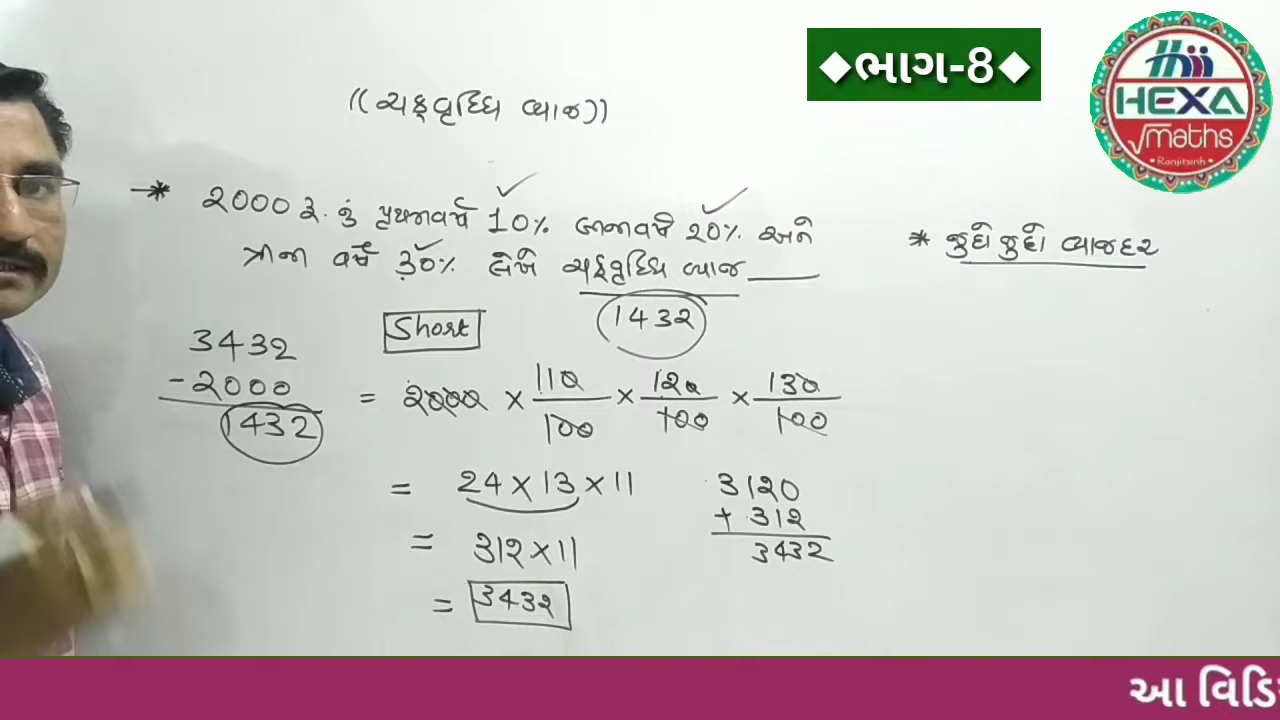 ◆ભાગ-8◆
HEXA
√maths
Ranjitsinh
((ચક્રવૃદ્ધિ વ્યાજ))
→* 2000 રૂ. નું પ્રથમવર્ષે 10% બીજાવર્ષે 20% અને
ત્રીજા વર્ષે 30% લેખે ચક્રવૃદ્ધિ વ્યાજ ____
* જુદો જુદો વ્યાજદર
1432
Short
3432
- 2000
1432
= 2000 × 110/100 × 120/100 × 130/100
= 24 × 13 × 11
= 312 × 11
= 3432
3120
+ 312
3432
આ વિડિ